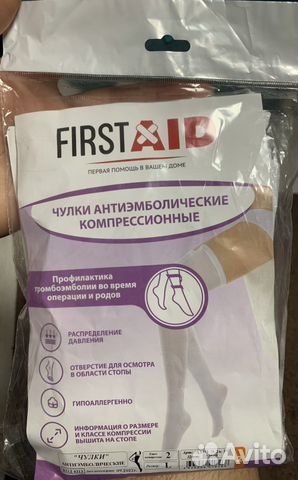 FIRST AID
ПЕРВАЯ ПОМОЩЬ В ВАШЕМ ДОМЕ
ЧУЛКИ АНТИЭМБОЛИЧЕСКИЕ
КОМПРЕССИОННЫЕ
Профилактика
тромбоэмболии во время
операции и родов
РАСПРЕДЕЛЕНИЕ
ДАВЛЕНИЯ
ОТВЕРСТИЕ ДЛЯ ОСМОТРА
В ОБЛАСТИ СТОПЫ
ГИПОАЛЛЕРГЕННО
ИНФОРМАЦИЯ О РАЗМЕРЕ
И КЛАССЕ КОМПРЕССИИ
ВЫШИТА НА СТОПЕ
"ЧУЛКИ"
АНТИЭМБОЛИЧЕСКИЕ
2
L
Avito